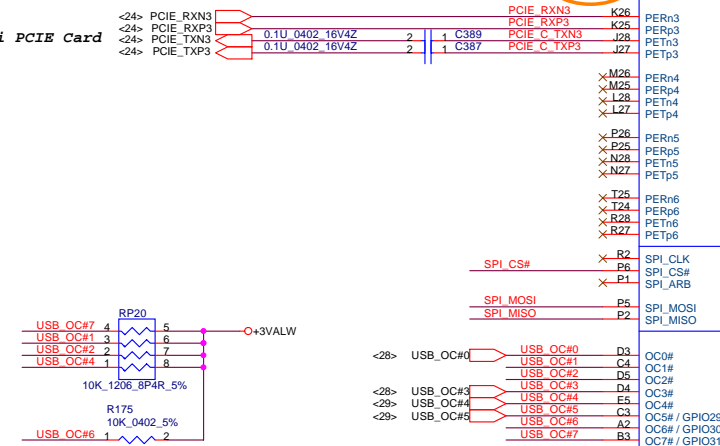 <24> PCIE_RXN3 PCIE_RXN3 K26 PERn3
<24> PCIE_RXP3 PCIE_RXP3 K25 PERp3
i PCIE Card <24> PCIE_TXN3 0.1U_0402_16V4Z 2 1 C389 PCIE_C_TXN3 J28 PETn3
<24> PCIE_TXP3 0.1U_0402_16V4Z 2 1 C387 PCIE_C_TXP3 J27 PETp3
M26 PERn4
M25 PERp4
L28 PETn4
L27 PETp4
P26 PERn5
P25 PERp5
N28 PETn5
N27 PETp5
T25 PERn6
T24 PERp6
R28 PETn6
R27 PETp6
R2 SPI_CLK
SPI_CS# P6 SPI_CS#
P1 SPI_ARB
SPI_MOSI P5 SPI_MOSI
SPI_MISO P2 SPI_MISO
RP20
USB_OC#7 4 5 +3VALW
USB_OC#1 3 6
USB_OC#2 2 7
USB_OC#4 1 8
10K_1206_8P4R_5%
R175
10K_0402_5%
USB_OC#6 1 2
<28> USB_OC#0 USB_OC#0 D3 OC0#
USB_OC#1 C4 OC1#
USB_OC#2 D5 OC2#
<28> USB_OC#3 USB_OC#3 D4 OC3#
<29> USB_OC#4 USB_OC#4 E5 OC4#
<29> USB_OC#5 USB_OC#5 C3 OC5# / GPIO29
USB_OC#6 A2 OC6# / GPIO30
USB_OC#7 B3 OC7# / GPIO31